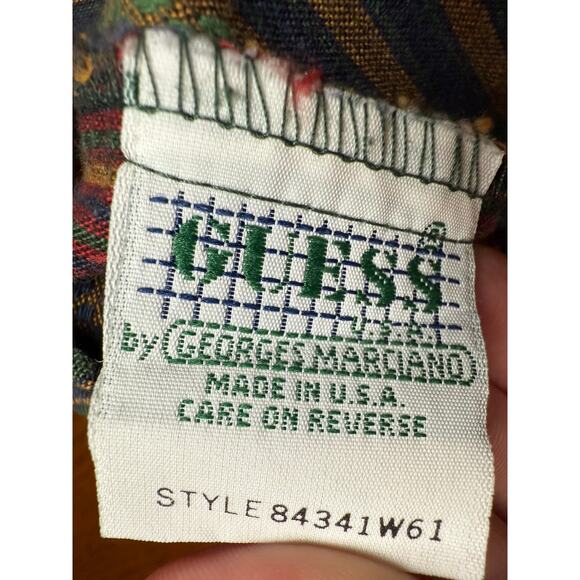 GUESS
U.S.A.
by GEORGES MARCIANO
MADE IN U.S.A.
CARE ON REVERSE
STYLE 84341W61